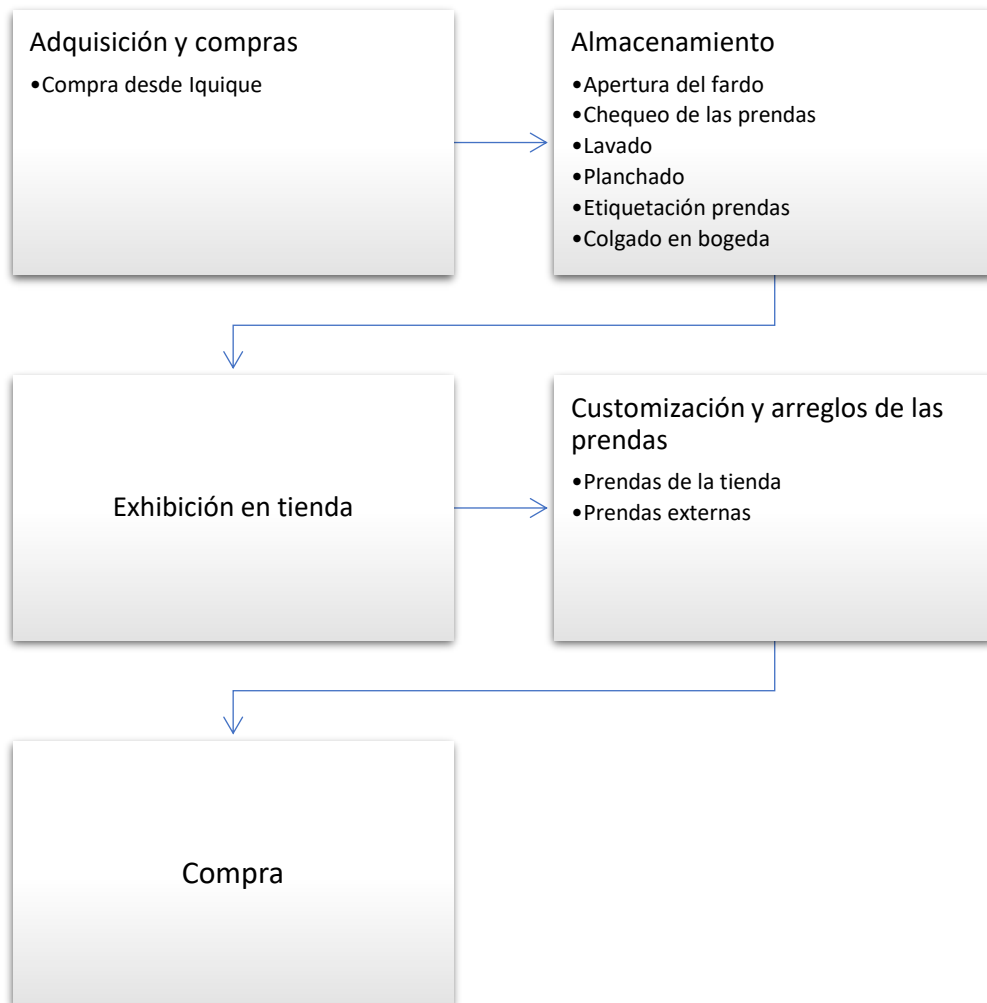 Adquisición y compras
•Compra desde Iquique
Almacenamiento
•Apertura del fardo
•Chequeo de las prendas
•Lavado
•Planchado
•Etiquetación prendas
•Colgado en bogeda
Exhibición en tienda
Customización y arreglos de las
prendas
•Prendas de la tienda
•Prendas externas
Compra